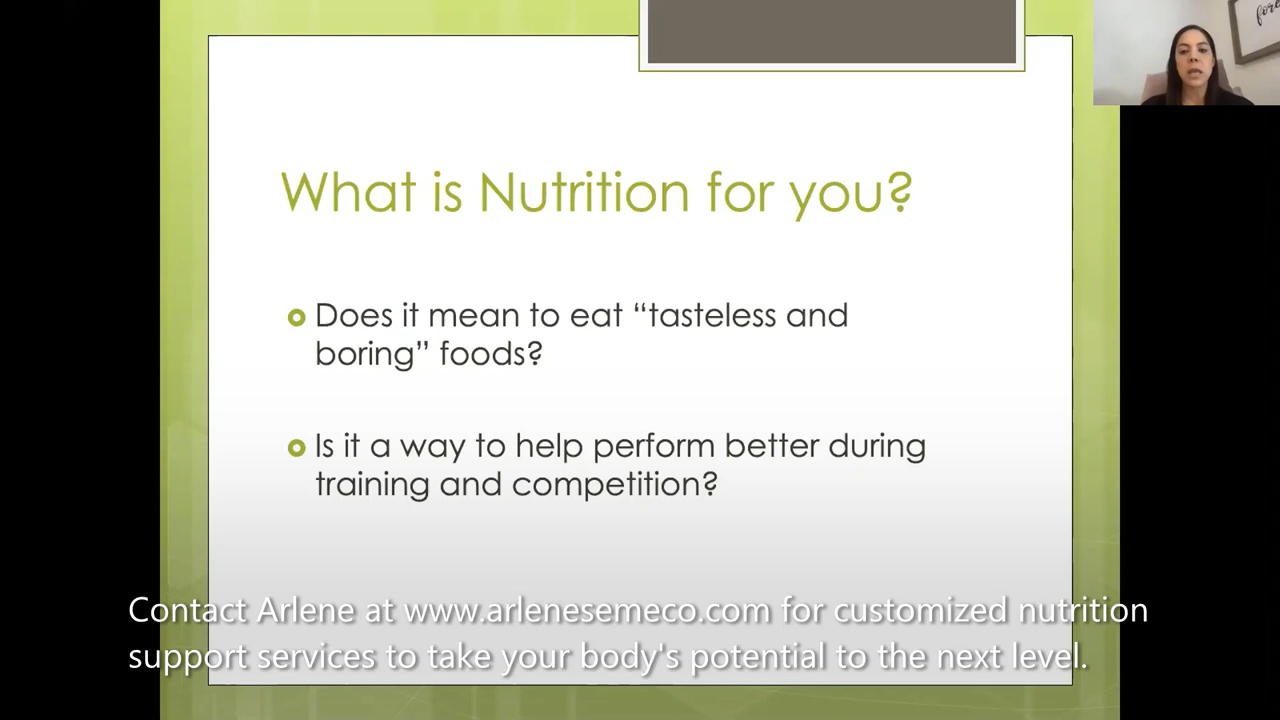 What is Nutrition for you?
Does it mean to eat “tasteless and
boring” foods?
Is it a way to help perform better during
training and competition?
Contact Arlene at www.arlenesemeco.com for customized nutrition
support services to take your body's potential to the next level.